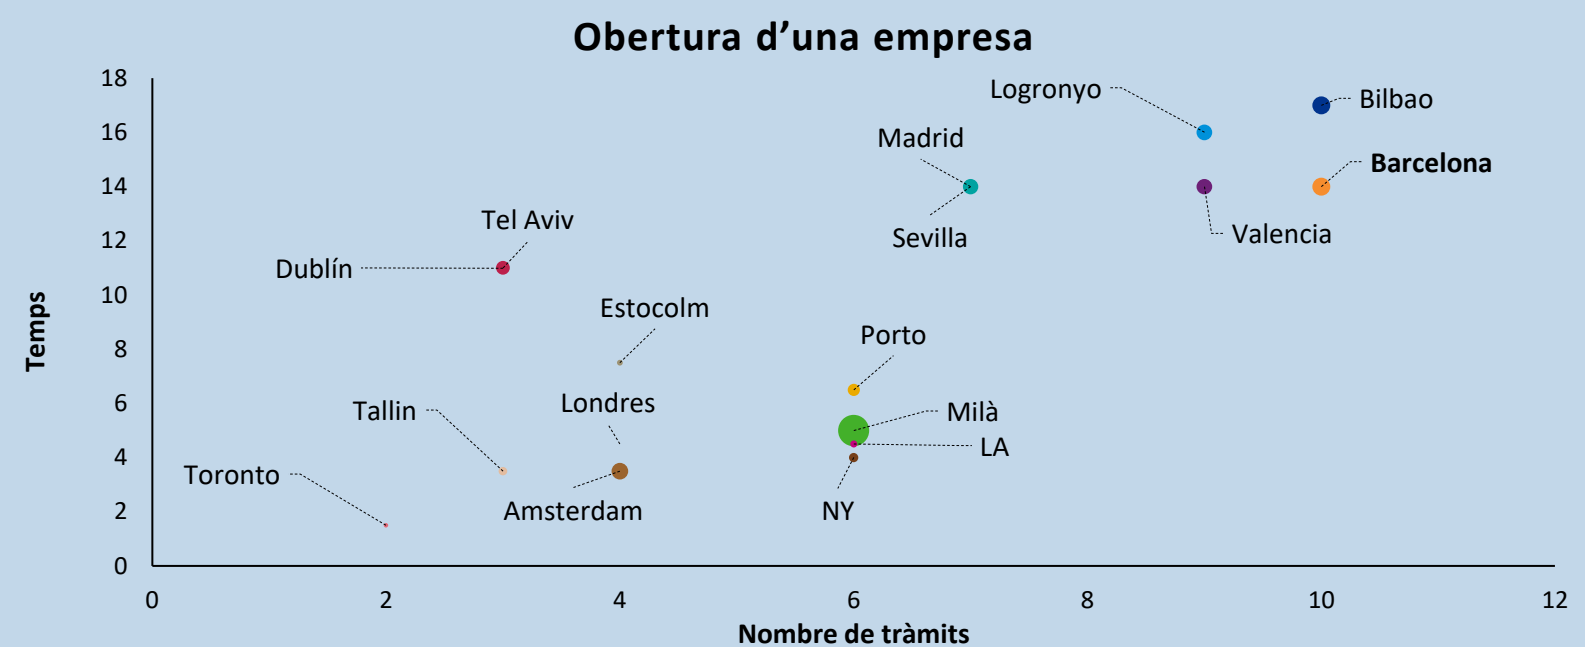 Obertura d’una empresa
18
16
14
12
10
8
6
4
2
0
Temps
Logronyo
Bilbao
Madrid
Barcelona
Tel Aviv
Sevilla
Valencia
Dublín
Estocolm
Porto
Londres
Tallin
Milà
LA
Toronto
Amsterdam
NY
0 2 4 6 8 10 12
Nombre de tràmits